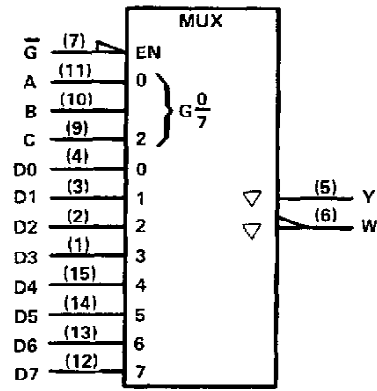 MUX
G̅ (7) EN
A (11) 0
B (10) G 0/7
C (9) 2
D0 (4) 0
D1 (3) 1 ▽ (5) Y
D2 (2) 2 ▽ (6) W
D3 (1) 3
D4 (15) 4
D5 (14) 5
D6 (13) 6
D7 (12) 7